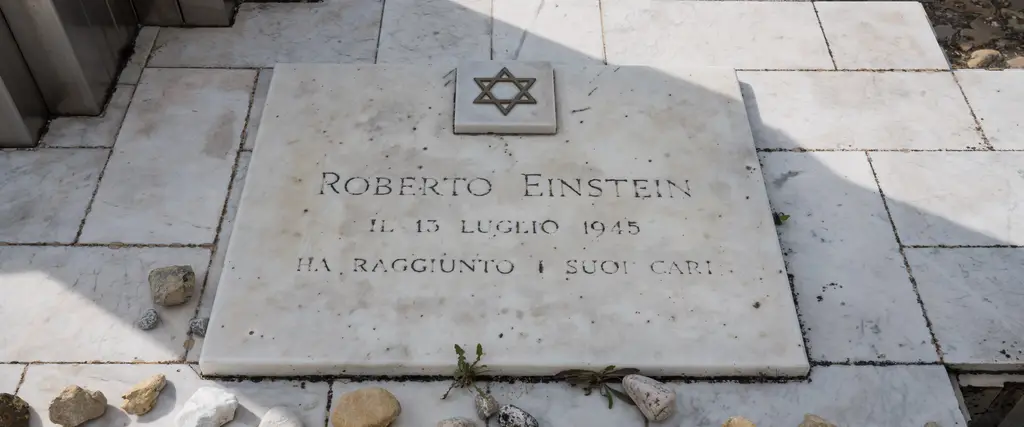 ROBERTO EINSTEIN
IL 13 LUGLIO 1945
HA RAGGIUNTO I SUOI CARI